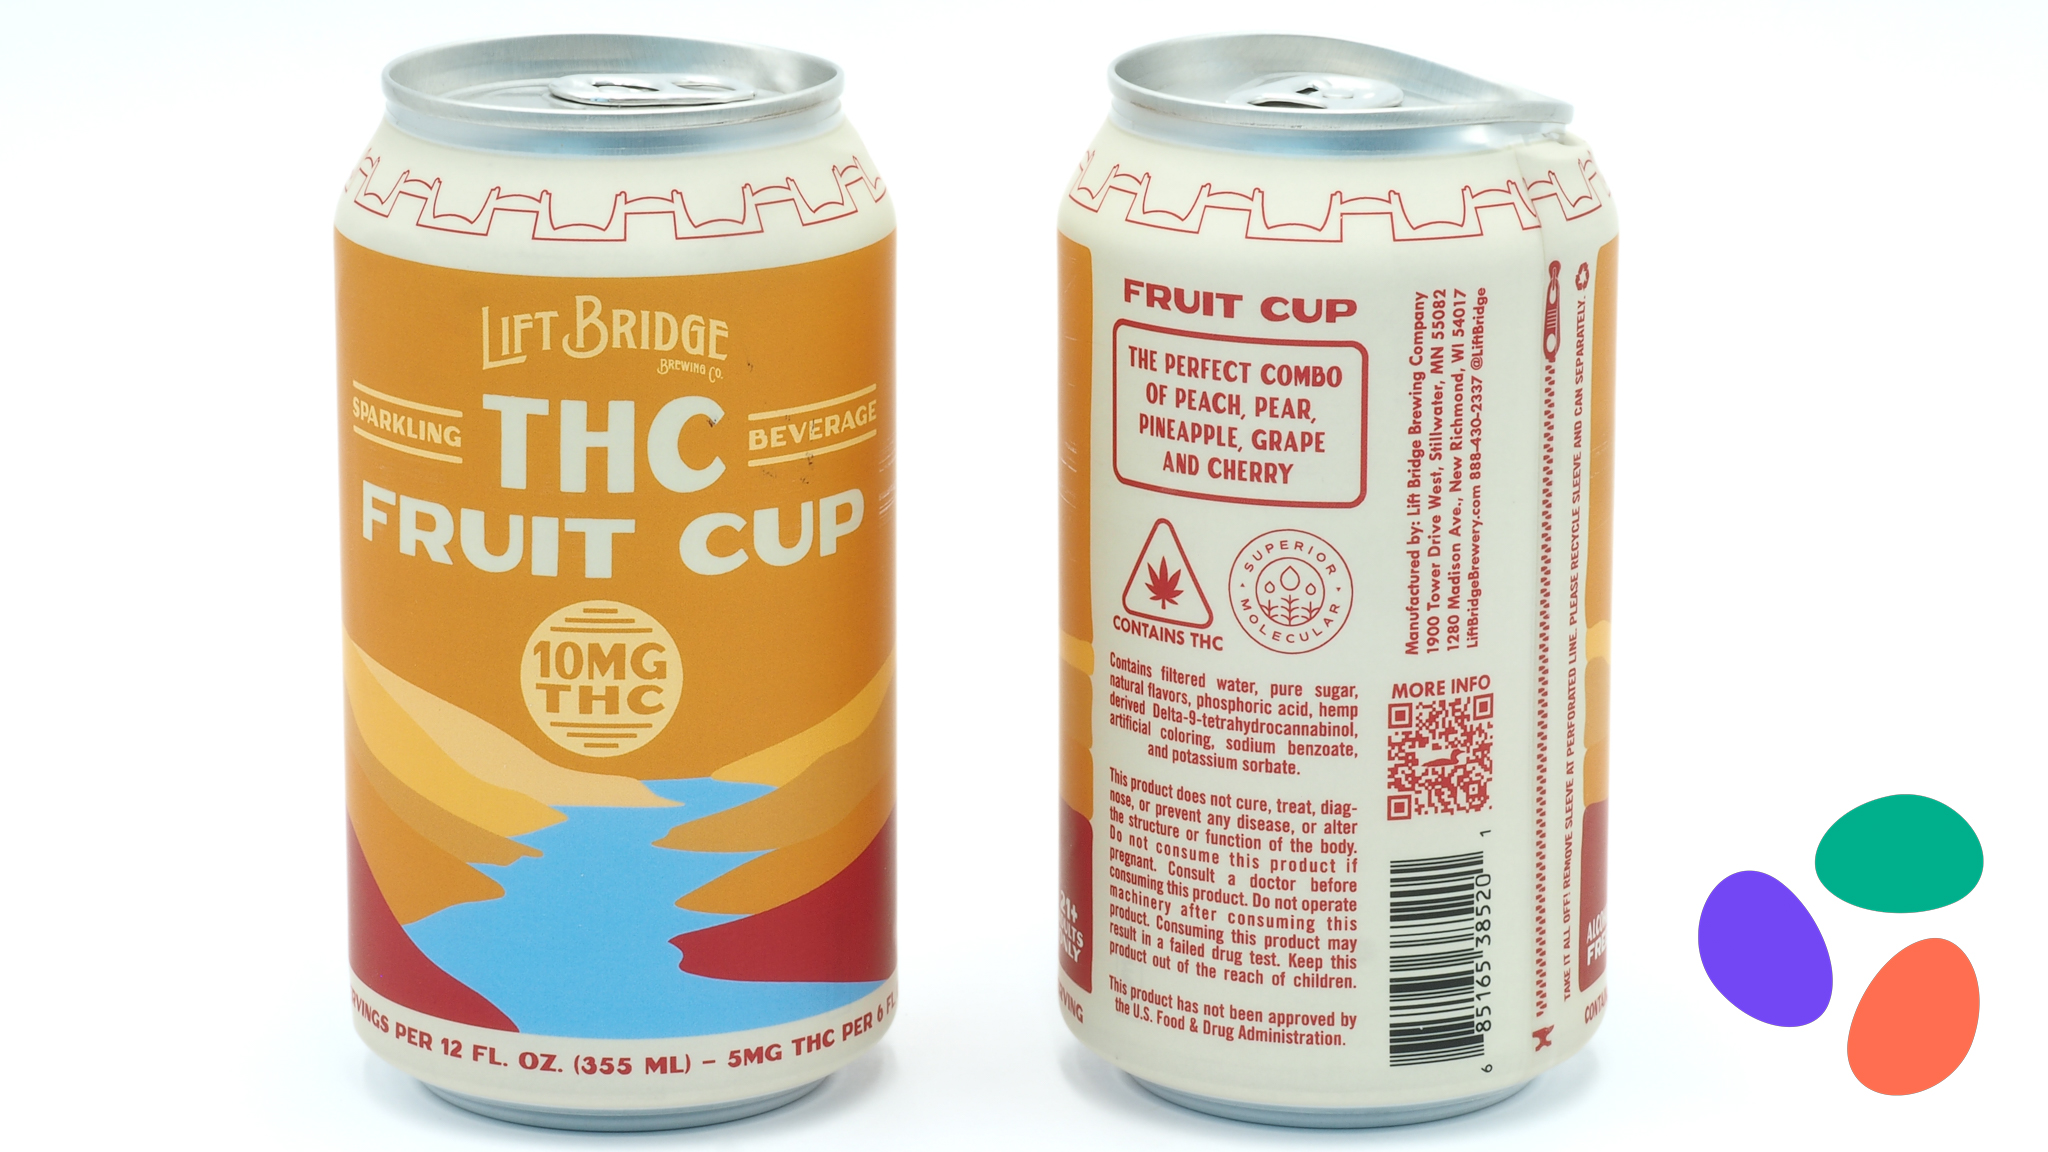 LIFT BRIDGE
BREWING CO.
SPARKLING
THC
BEVERAGE
FRUIT CUP
10MG
THC
PER 12 FL. OZ. (355 ML) – 5MG THC PER 6 FL.
FRUIT CUP
THE PERFECT COMBO
OF PEACH, PEAR,
PINEAPPLE, GRAPE
AND CHERRY
CONTAINS THC
SUPERIOR
MOLECULAR
Contains filtered water, pure sugar,
natural flavors, phosphoric acid, hemp
derived Delta-9-tetrahydrocannabinol,
artificial coloring, sodium benzoate,
and potassium sorbate.
This product does not cure, treat, diag-
nose, or prevent any disease, or alter
the structure or function of the body.
Do not consume this product if
pregnant. Consult a doctor before
consuming this product. Do not operate
machinery after consuming this
product. Consuming this product may
result in a failed drug test. Keep this
product out of the reach of children.
This product has not been approved by
the U.S. Food & Drug Administration.
Manufactured by: Lift Bridge Brewing Company
1900 Tower Drive West, Stillwater, MN 55082
1280 Madison Ave., New Richmond, WI 54017
LiftBridgeBrewery.com 888-430-2337 @LiftBridge
MORE INFO
6 85165 38520 1
TAKE IT ALL OFF! REMOVE SLEEVE AT PERFORATED LINE. PLEASE RECYCLE SLEEVE AND CAN SEPARATELY.
21+